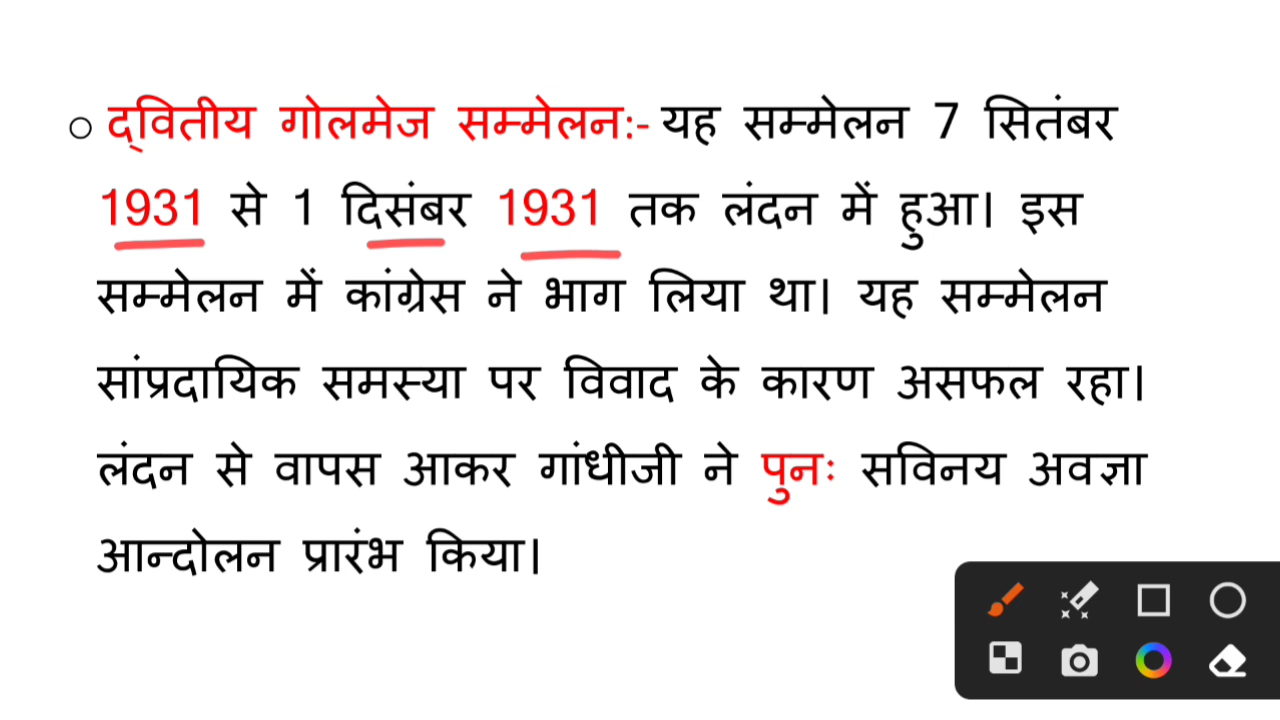 ○ द्वितीय गोलमेज सम्मेलन:- यह सम्मेलन 7 सितंबर
1931 से 1 दिसंबर 1931 तक लंदन में हुआ। इस
सम्मेलन में कांग्रेस ने भाग लिया था। यह सम्मेलन
सांप्रदायिक समस्या पर विवाद के कारण असफल रहा।
लंदन से वापस आकर गांधीजी ने पुनः सविनय अवज्ञा
आन्दोलन प्रारंभ किया।